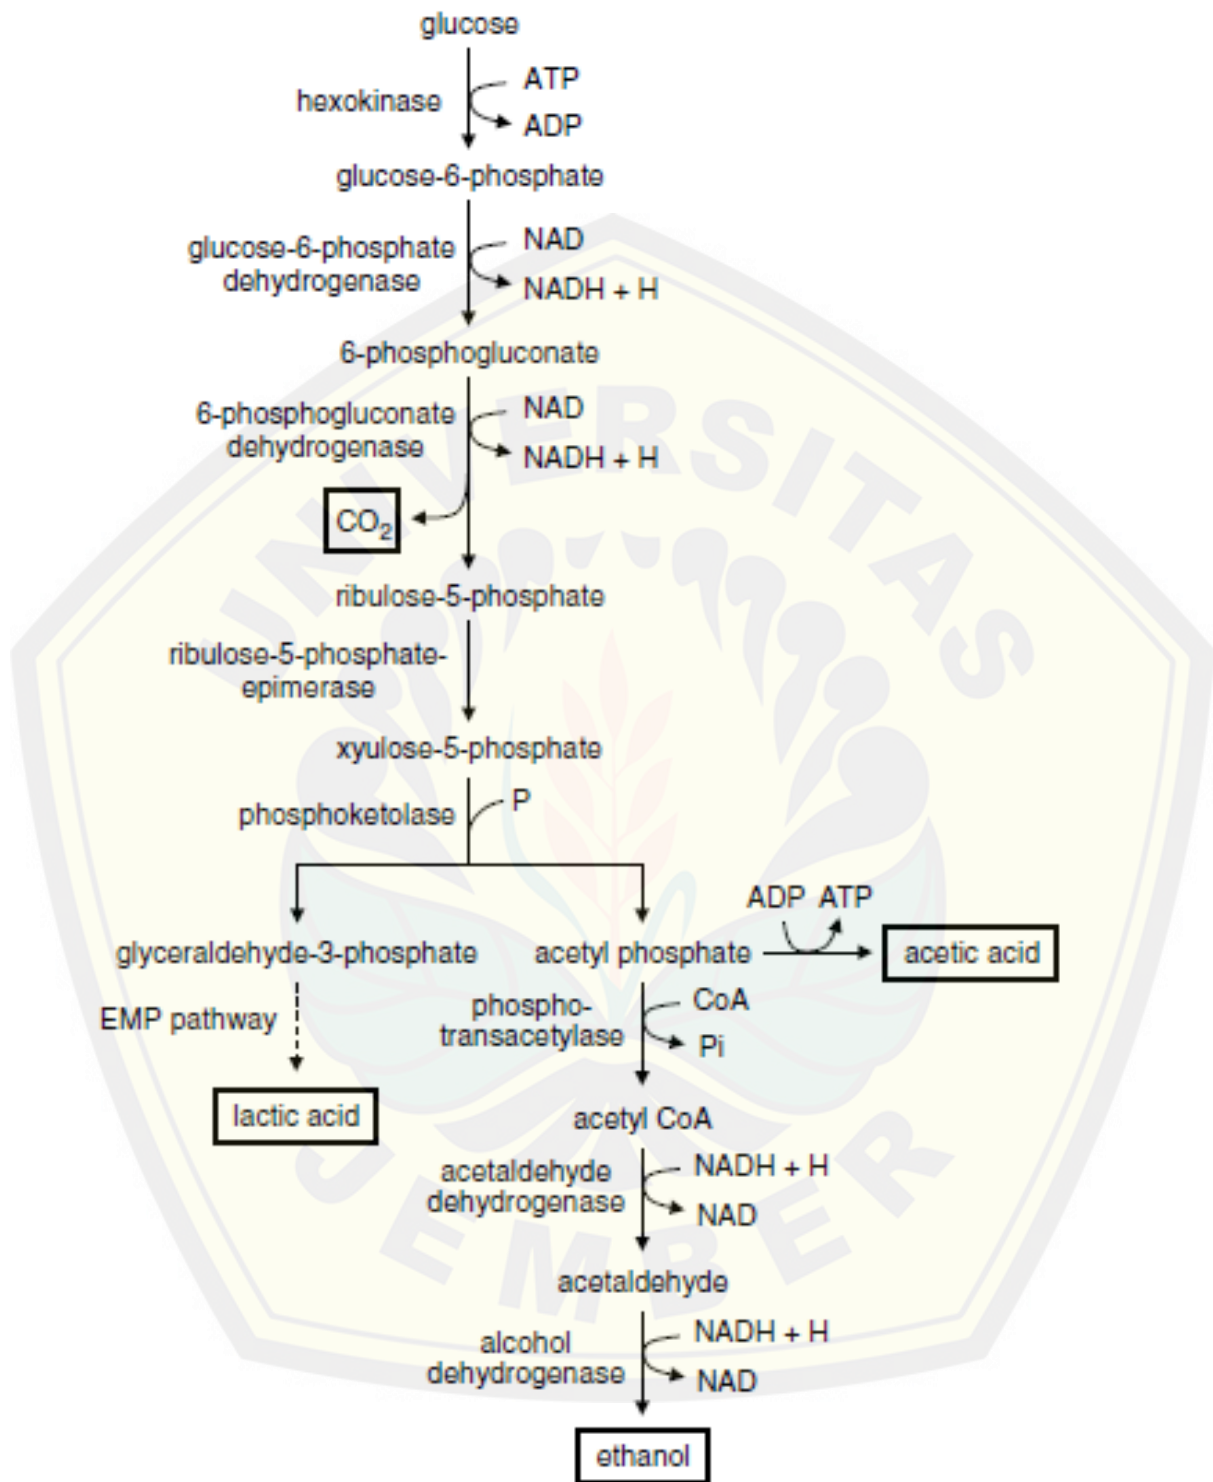 glucose
ATP
hexokinase
ADP
glucose-6-phosphate
NAD
glucose-6-phosphate
dehydrogenase
NADH + H
6-phosphogluconate
NAD
6-phosphogluconate
dehydrogenase
NADH + H
CO2
ribulose-5-phosphate
ribulose-5-phosphate-
epimerase
xyulose-5-phosphate
P
phosphoketolase
ADP ATP
glyceraldehyde-3-phosphate
acetyl phosphate
acetic acid
EMP pathway
phospho-
transacetylase
CoA
Pi
lactic acid
acetyl CoA
acetaldehyde
dehydrogenase
NADH + H
NAD
acetaldehyde
alcohol
dehydrogenase
NADH + H
NAD
ethanol
UNIVERSITAS
JEMBER